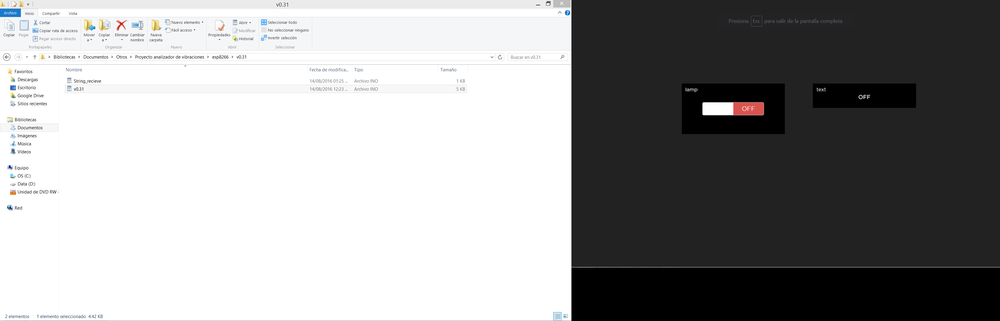 v0.31
Archivo Inicio Compartir Vista
Copiar
Pegar
Cortar
Copiar ruta de acceso
Pegar acceso directo
Portapapeles
Mover a
Copiar a
Eliminar
Cambiar nombre
Organizar
Nueva carpeta
Nuevo elemento
Fácil acceso
Nuevo
Propiedades
Abrir
Modificar
Historial
Abrir
Seleccionar todo
No seleccionar ninguno
Invertir selección
Seleccionar
Bibliotecas Documentos Otros Proyecto analizador de vibraciones esp8266 v0.31
Buscar en v0.31
Favoritos
Descargas
Escritorio
Google Drive
Sitios recientes
Bibliotecas
Documentos
Imágenes
Música
Vídeos
Equipo
OS (C:)
Data (D:)
Unidad de DVD RW (
Red
Nombre Fecha de modifica... Tipo Tamaño
String_recieve 14/08/2016 01:25 ... Archivo INO 1 KB
v0.31 14/08/2016 12:23 ... Archivo INO 5 KB
2 elementos 1 elemento seleccionado 4.42 KB
Presiona Esc para salir de la pantalla completa
lamp
OFF
text
OFF